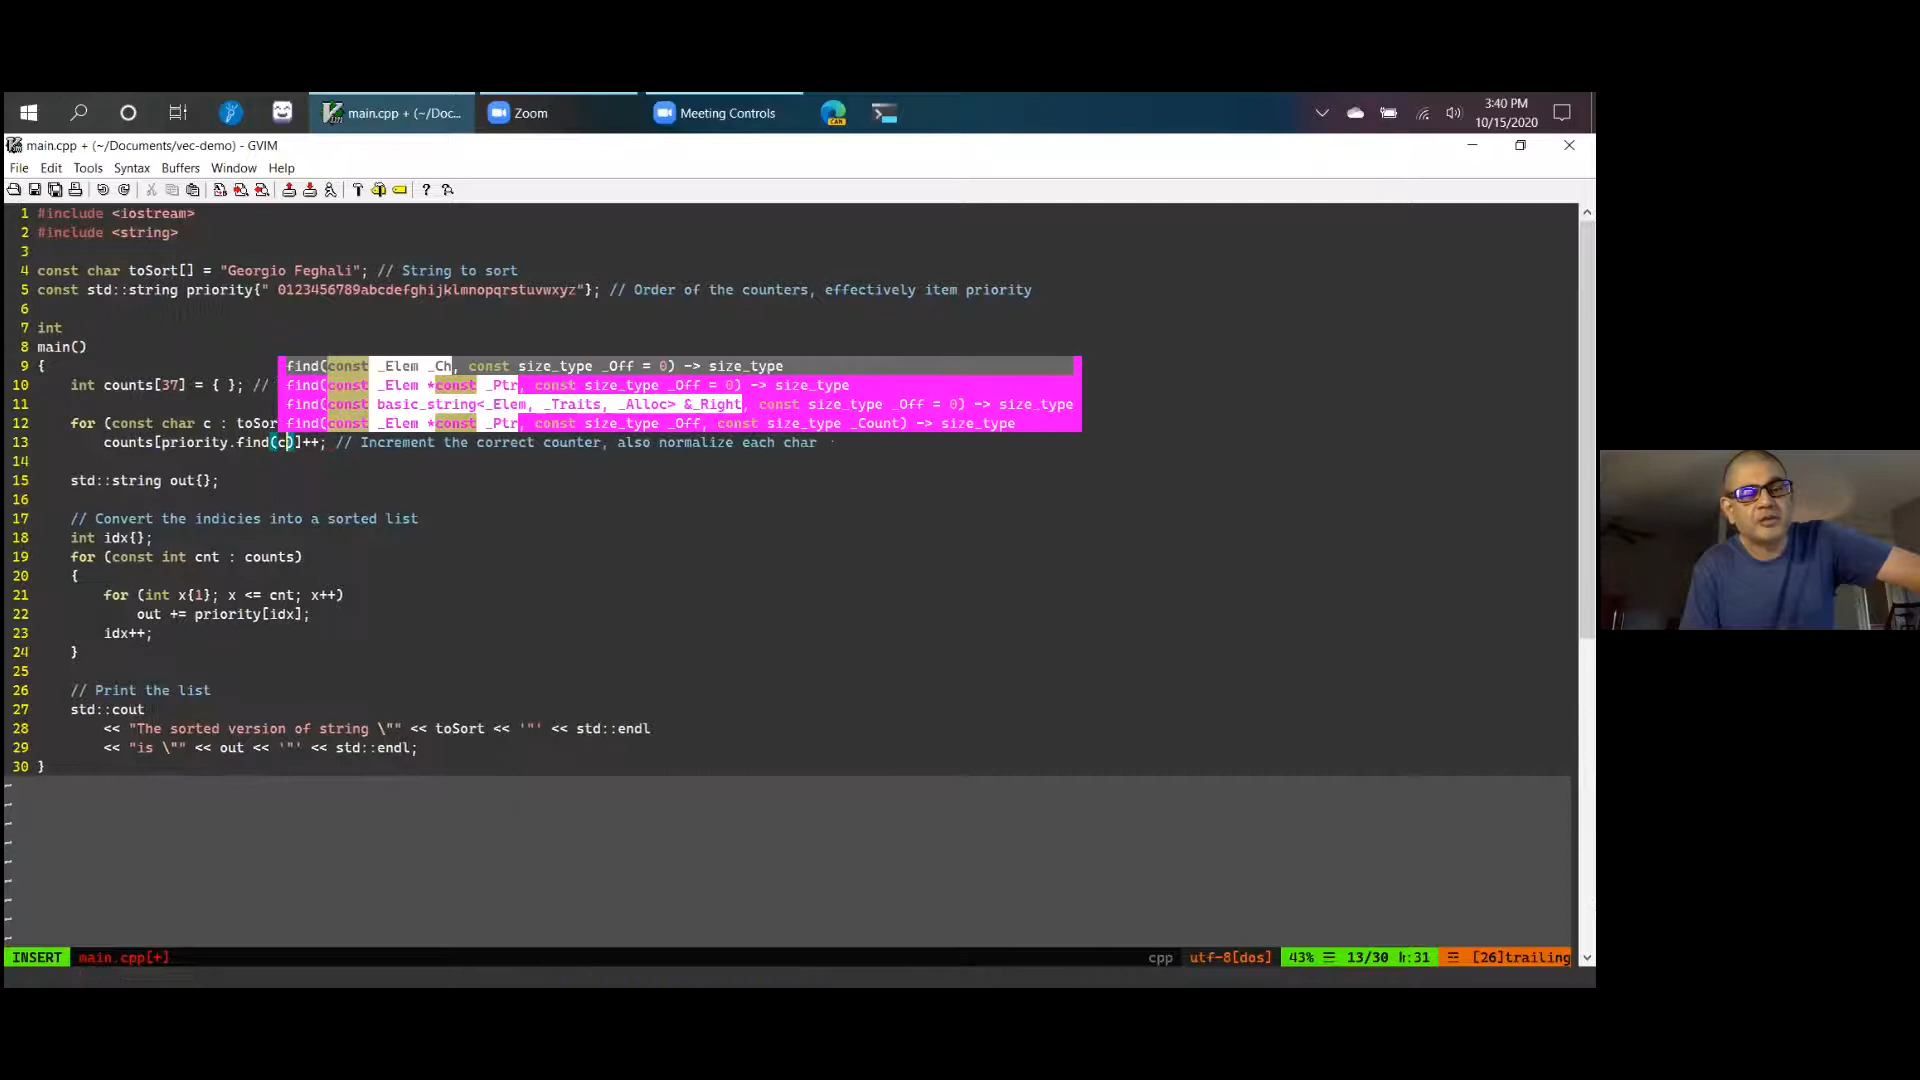 main.cpp + (~/Doc...
Zoom
Meeting Controls
CAN
3:40 PM
10/15/2020
main.cpp + (~/Documents/vec-demo) - GVIM
File Edit Tools Syntax Buffers Window Help
1 #include <iostream>
2 #include <string>
3
4 const char toSort[] = "Georgio Feghali"; // String to sort
5 const std::string priority{" 0123456789abcdefghijklmnopqrstuvwxyz"}; // Order of the counters, effectively item priority
6
7 int
8 main()
9 { find(const _Elem _Ch, const size_type _Off = 0) -> size_type
10 int counts[37] = { }; // find(const _Elem *const _Ptr, const size_type _Off = 0) -> size_type
11 find(const basic_string<_Elem, _Traits, _Alloc> &_Right, const size_type _Off = 0) -> size_type
12 for (const char c : toSor find(const _Elem *const _Ptr, const size_type _Off, const size_type _Count) -> size_type
13 counts[priority.find(c)]++; // Increment the correct counter, also normalize each char
14
15 std::string out{};
16
17 // Convert the indicies into a sorted list
18 int idx{};
19 for (const int cnt : counts)
20 {
21 for (int x{1}; x <= cnt; x++)
22 out += priority[idx];
23 idx++;
24 }
25
26 // Print the list
27 std::cout
28 << "The sorted version of string \"" << toSort << '"' << std::endl
29 << "is \"" << out << '"' << std::endl;
30 }
~
~
~
~
~
~
~
~
~
INSERT main.cpp[+] cpp utf-8[dos] 43% ☰ 13/30 ㏑:31 ☲ [26]trailing